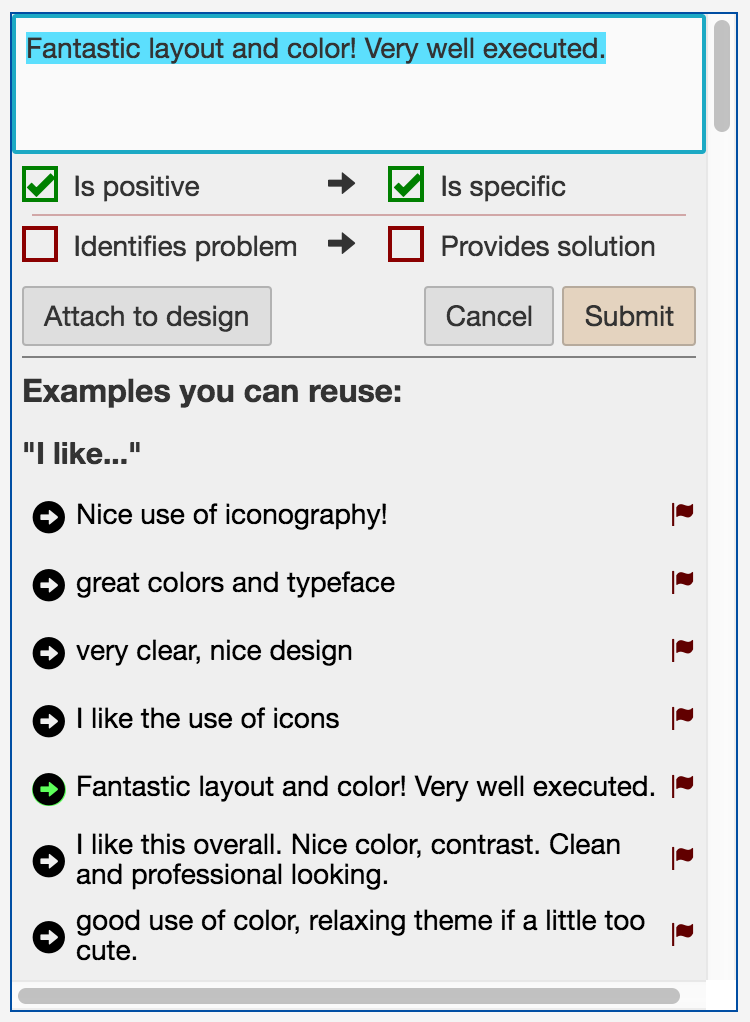 Fantastic layout and color! Very well executed.
Is positive
Is specific
Identifies problem
Provides solution
Attach to design
Cancel
Submit
Examples you can reuse:
"I like..."
Nice use of iconography!
great colors and typeface
very clear, nice design
I like the use of icons
Fantastic layout and color! Very well executed.
I like this overall. Nice color, contrast. Clean
and professional looking.
good use of color, relaxing theme if a little too
cute.